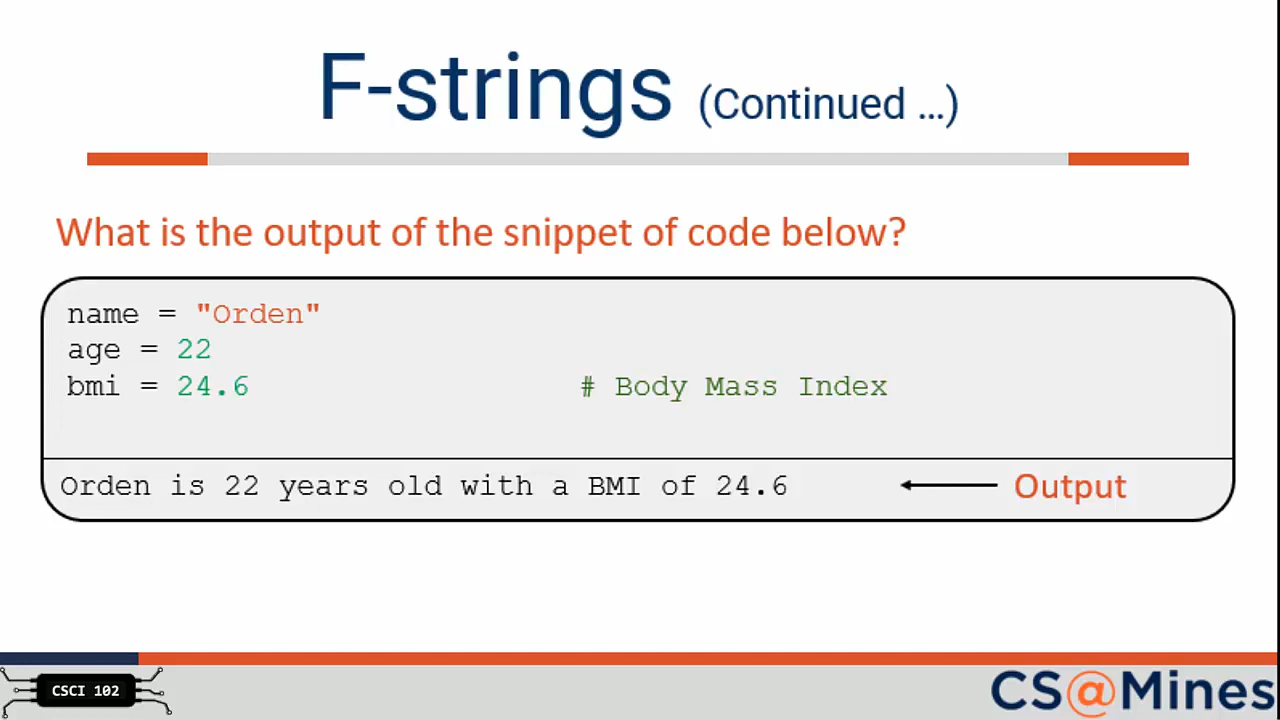 F-strings (Continued …)
What is the output of the snippet of code below?
name = "Orden"
age = 22
bmi = 24.6 # Body Mass Index
Orden is 22 years old with a BMI of 24.6 Output
CSCI 102 CS@Mines